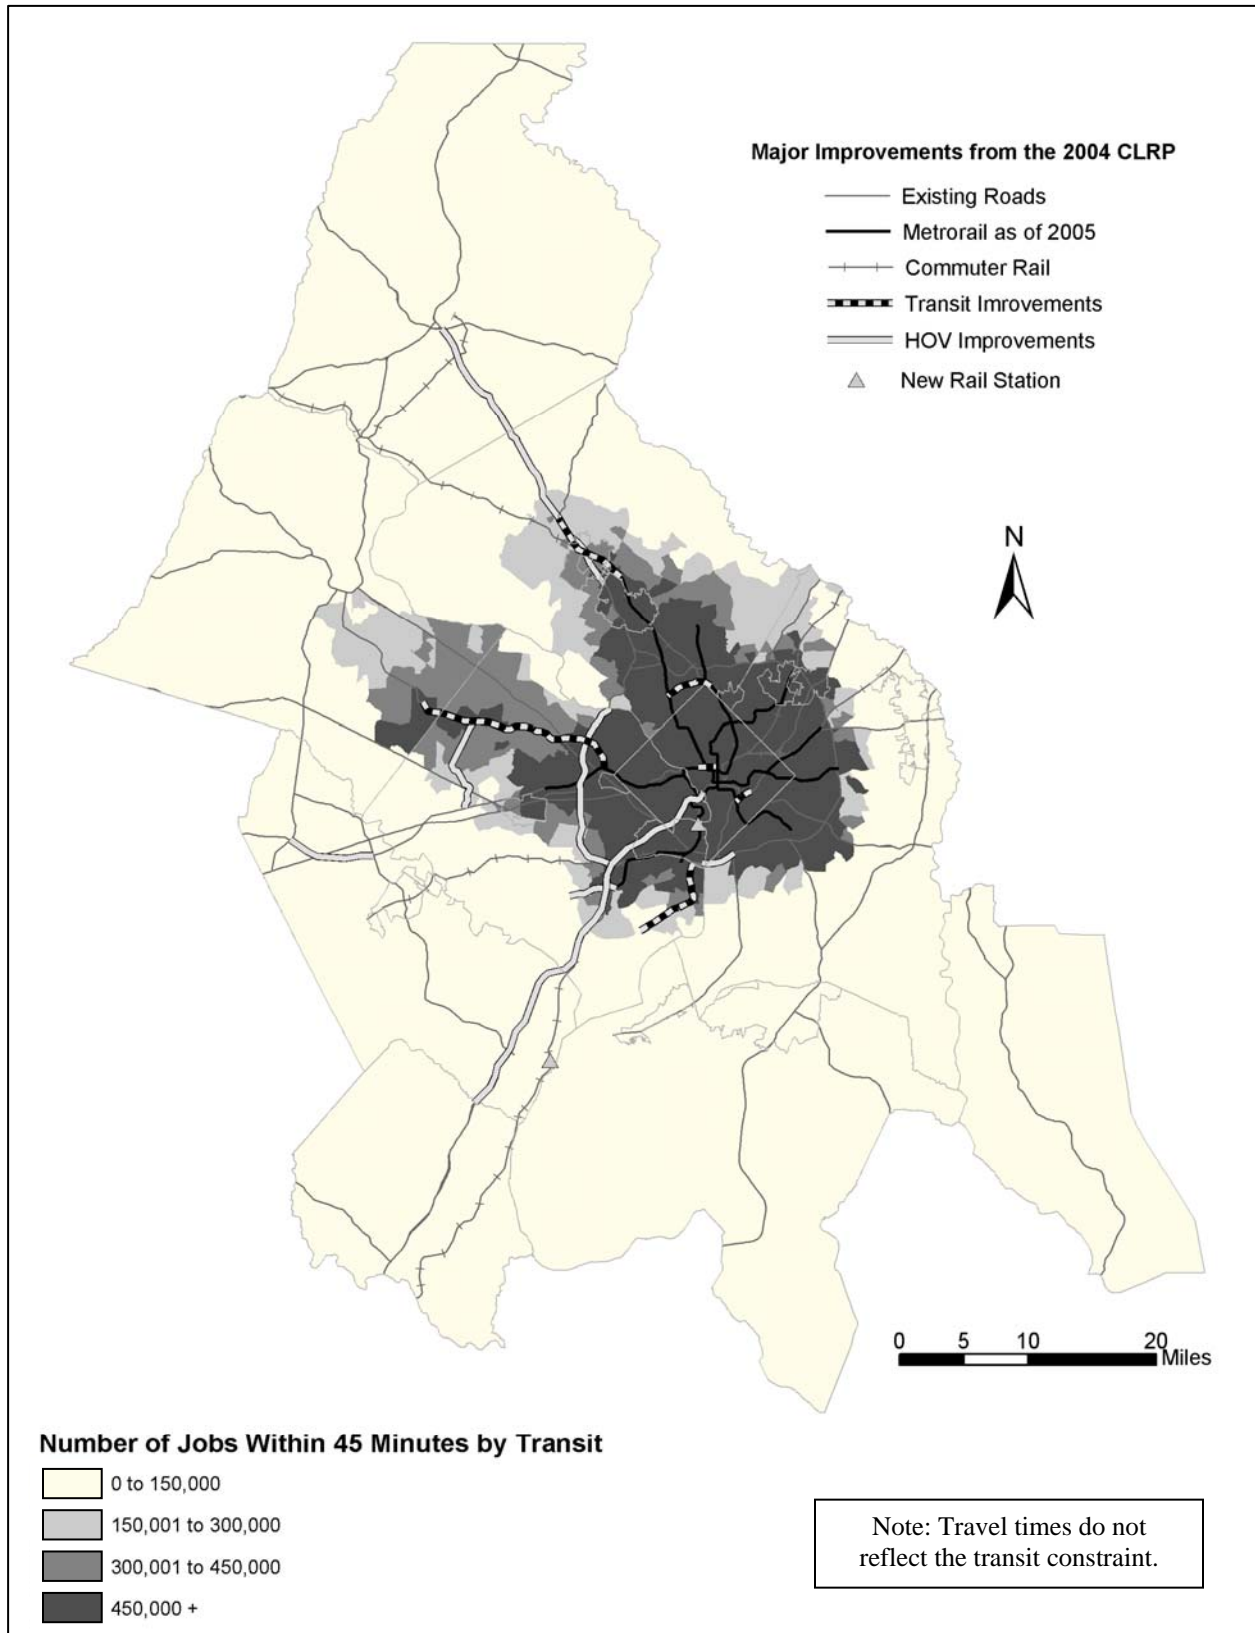 Major Improvements from the 2004 CLRP
Existing Roads
Metrorail as of 2005
Commuter Rail
Transit Imrovements
HOV Improvements
New Rail Station
N
0 5 10 20
Miles
Number of Jobs Within 45 Minutes by Transit
0 to 150,000
150,001 to 300,000
300,001 to 450,000
450,000 +
Note: Travel times do not
reflect the transit constraint.